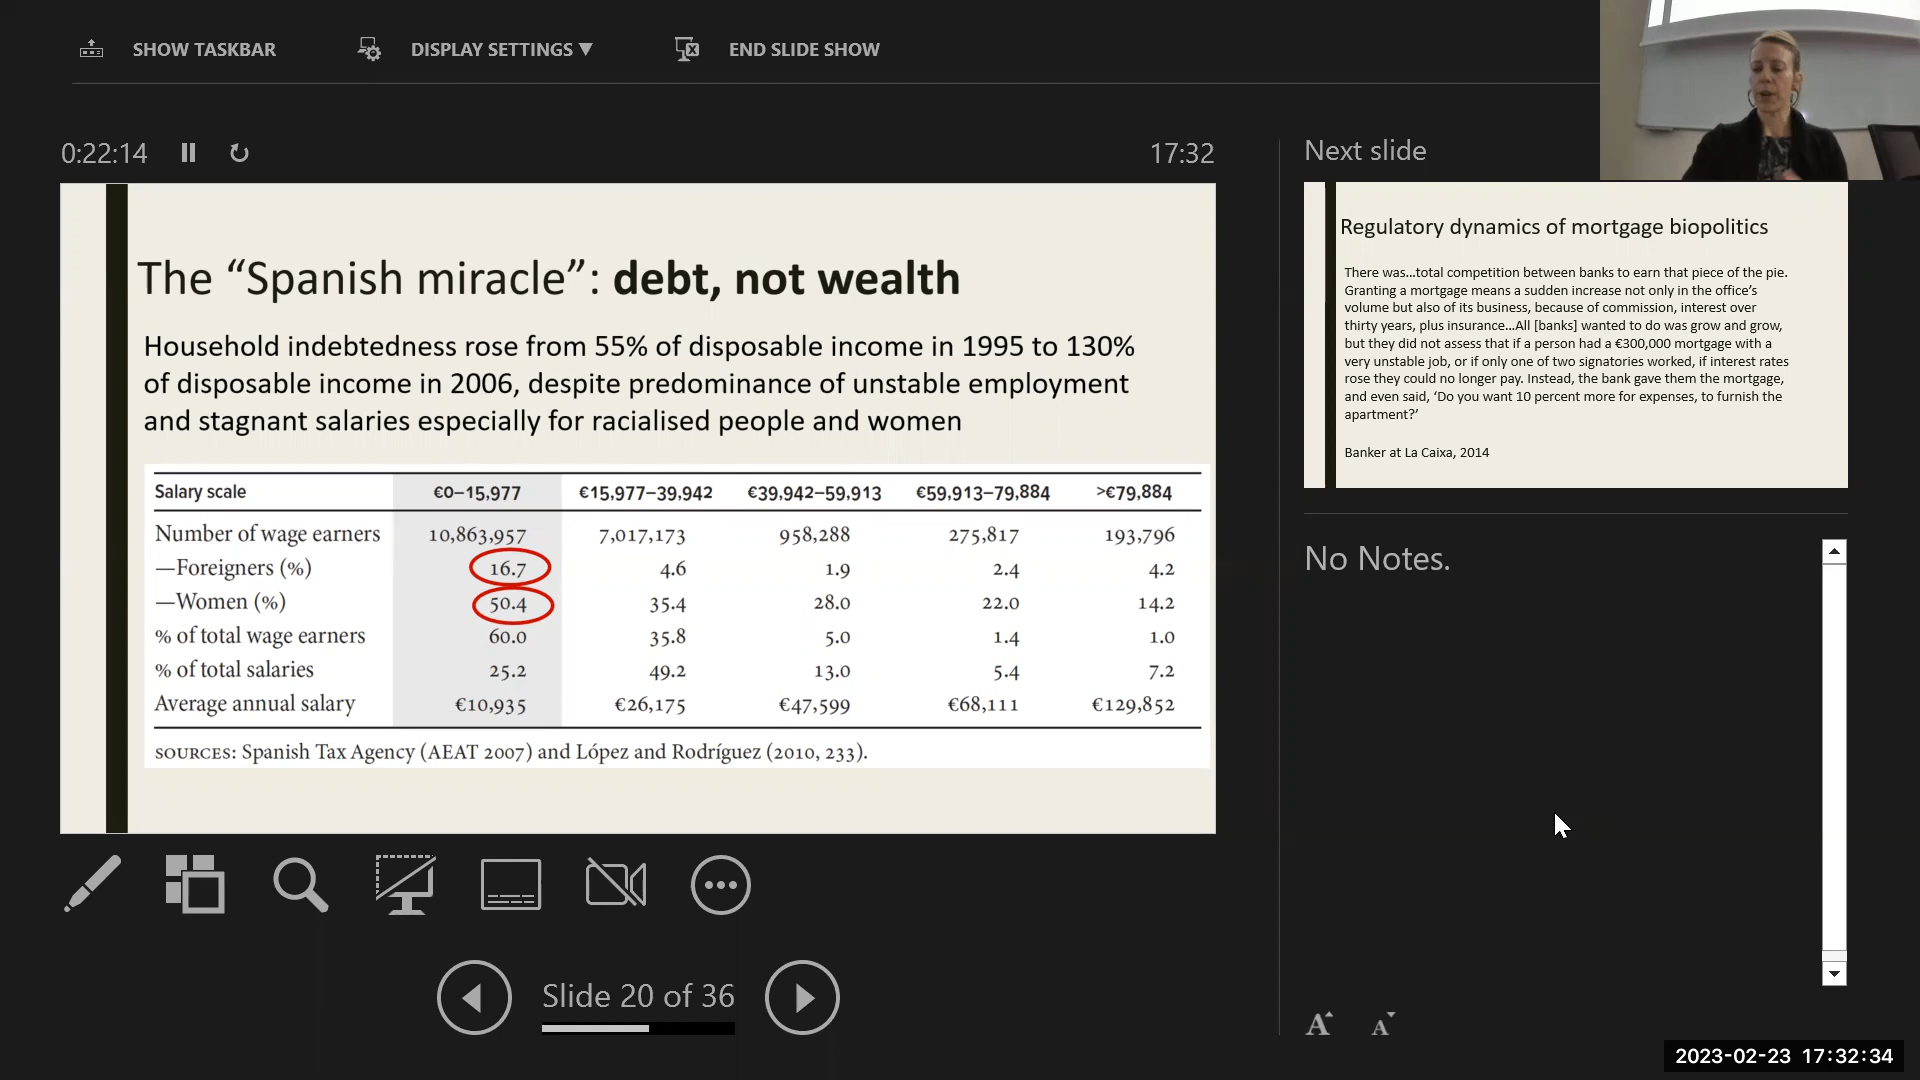 SHOW TASKBAR
DISPLAY SETTINGS ▼
END SLIDE SHOW
0:22:14
17:32
The “Spanish miracle”: debt, not wealth
Household indebtedness rose from 55% of disposable income in 1995 to 130%
of disposable income in 2006, despite predominance of unstable employment
and stagnant salaries especially for racialised people and women
Salary scale €0–15,977 €15,977–39,942 €39,942–59,913 €59,913–79,884 >€79,884
Number of wage earners 10,863,957 7,017,173 958,288 275,817 193,796
—Foreigners (%) 16.7 4.6 1.9 2.4 4.2
—Women (%) 50.4 35.4 28.0 22.0 14.2
% of total wage earners 60.0 35.8 5.0 1.4 1.0
% of total salaries 25.2 49.2 13.0 5.4 7.2
Average annual salary €10,935 €26,175 €47,599 €68,111 €129,852
SOURCES: Spanish Tax Agency (AEAT 2007) and López and Rodríguez (2010, 233).
Slide 20 of 36
Next slide
Regulatory dynamics of mortgage biopolitics
There was…total competition between banks to earn that piece of the pie.
Granting a mortgage means a sudden increase not only in the office’s
volume but also of its business, because of commission, interest over
thirty years, plus insurance…All [banks] wanted to do was grow and grow,
but they did not assess that if a person had a €300,000 mortgage with a
very unstable job, or if only one of two signatories worked, if interest rates
rose they could no longer pay. Instead, the bank gave them the mortgage,
and even said, ‘Do you want 10 percent more for expenses, to furnish the
apartment?’
Banker at La Caixa, 2014
No Notes.
A A
2023-02-23 17:32:34